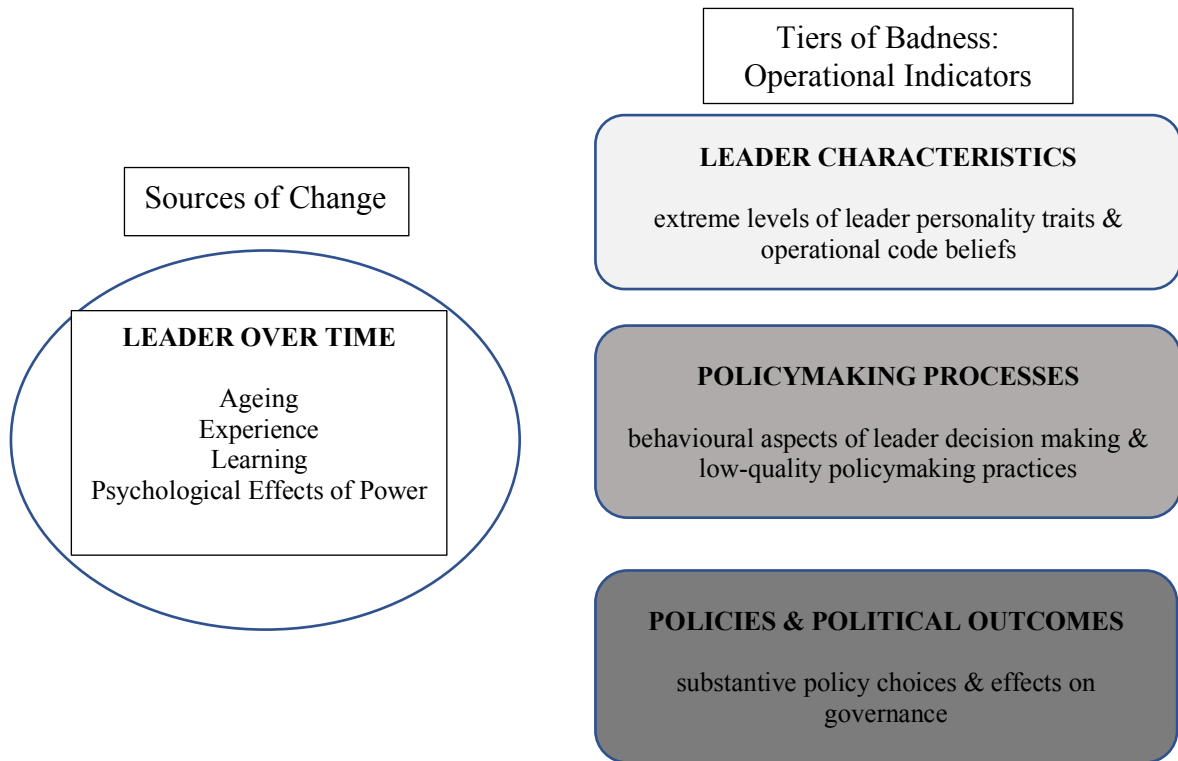 Sources of Change
LEADER OVER TIME
Ageing
Experience
Learning
Psychological Effects of Power
Tiers of Badness:
Operational Indicators
LEADER CHARACTERISTICS
extreme levels of leader personality traits &
operational code beliefs
POLICYMAKING PROCESSES
behavioural aspects of leader decision making &
low-quality policymaking practices
POLICIES & POLITICAL OUTCOMES
substantive policy choices & effects on
governance